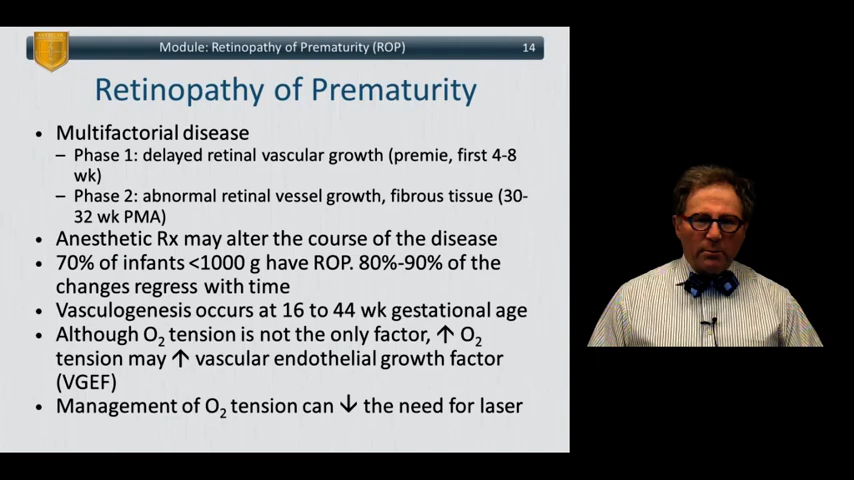 Module: Retinopathy of Prematurity (ROP) 14
Retinopathy of Prematurity
• Multifactorial disease
– Phase 1: delayed retinal vascular growth (premie, first 4-8
wk)
– Phase 2: abnormal retinal vessel growth, fibrous tissue (30-
32 wk PMA)
• Anesthetic Rx may alter the course of the disease
• 70% of infants <1000 g have ROP. 80%-90% of the
changes regress with time
• Vasculogenesis occurs at 16 to 44 wk gestational age
• Although O₂ tension is not the only factor, ↑ O₂
tension may ↑ vascular endothelial growth factor
(VGEF)
• Management of O₂ tension can ↓ the need for laser